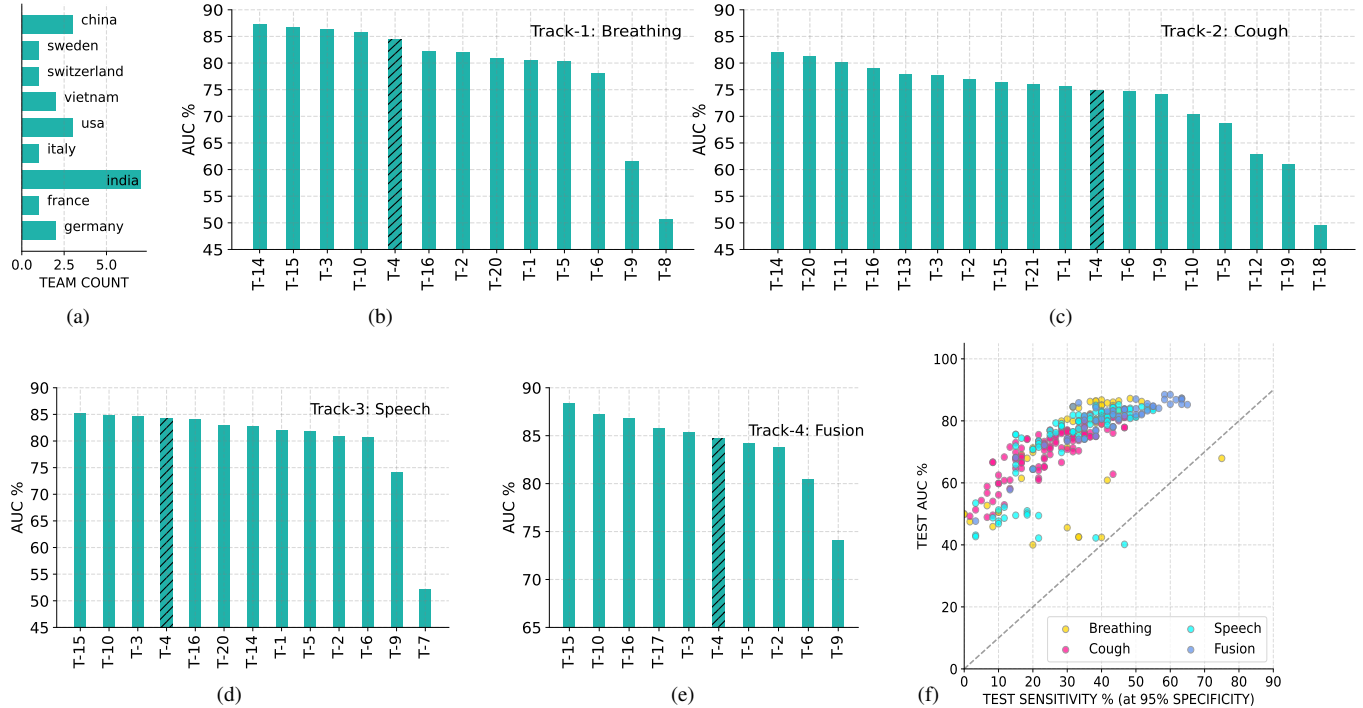 china
sweden
switzerland
vietnam
usa
italy
india
france
germany
0.0 2.5 5.0
TEAM COUNT
(a)
90
85
80
75
70
65
60
55
50
45
AUC %
Track-1: Breathing
T-14 T-15 T-3 T-10 T-4 T-16 T-2 T-20 T-1 T-5 T-6 T-9 T-8
(b)
90
85
80
75
70
65
60
55
50
45
AUC %
Track-2: Cough
T-14 T-20 T-11 T-16 T-13 T-3 T-2 T-15 T-21 T-1 T-4 T-6 T-9 T-10 T-5 T-12 T-19 T-18
(c)
90
85
80
75
70
65
60
55
50
45
AUC %
Track-3: Speech
T-15 T-10 T-3 T-4 T-16 T-20 T-14 T-1 T-5 T-2 T-6 T-9 T-7
(d)
90
85
80
75
70
65
AUC %
Track-4: Fusion
T-15 T-10 T-16 T-17 T-3 T-4 T-5 T-2 T-6 T-9
(e)
100
80
60
40
20
0
TEST AUC %
Breathing Speech
Cough Fusion
0 10 20 30 40 50 60 70 80 90
TEST SENSITIVITY % (at 95% SPECIFICITY)
(f)